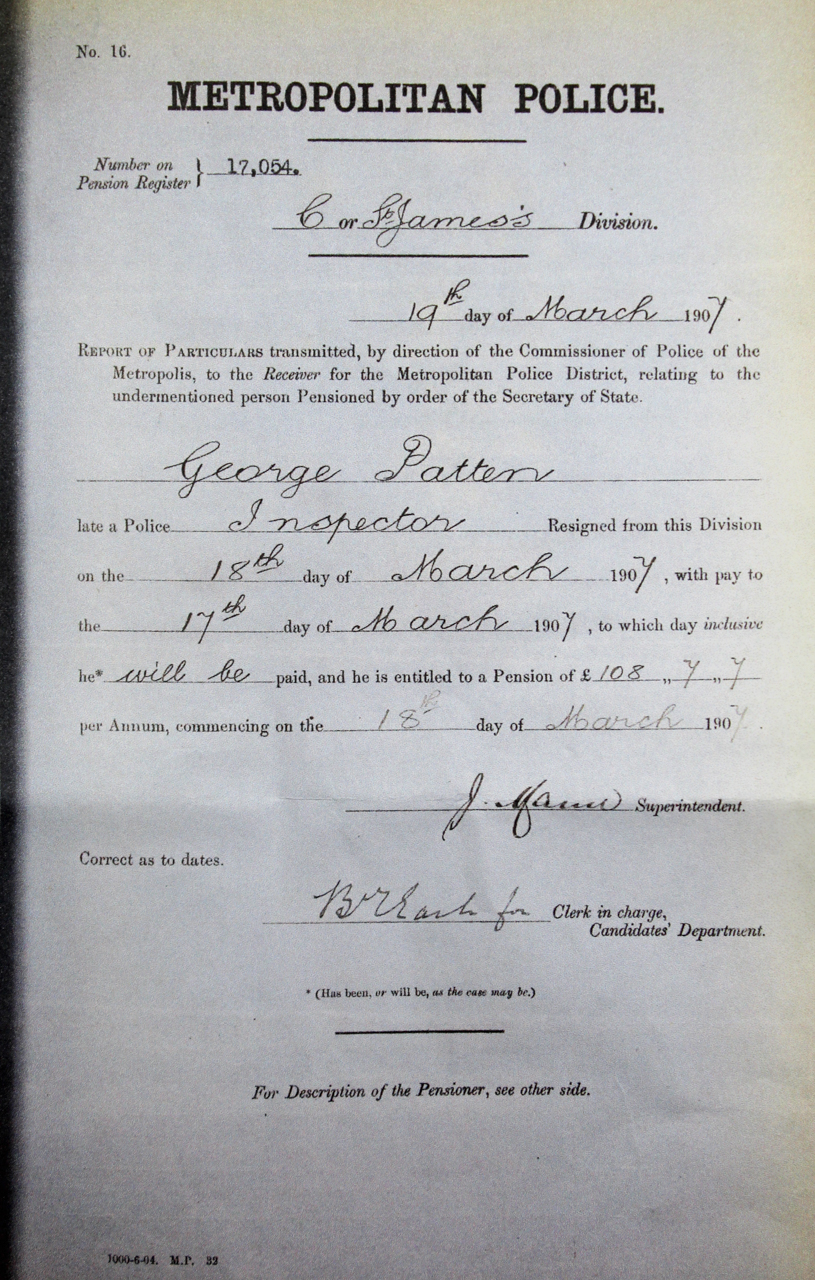 No. 16.
METROPOLITAN POLICE.
Number on
Pension Register } 17,054.
C or St James's Division.
19th day of March 1907.
REPORT OF PARTICULARS transmitted, by direction of the Commissioner of Police of the
Metropolis, to the Receiver for the Metropolitan Police District, relating to the
undermentioned person Pensioned by order of the Secretary of State.
George Patten
late a Police Inspector Resigned from this Division
on the 18th day of March 1907, with pay to
the 17th day of March 1907, to which day inclusive
he* will be paid, and he is entitled to a Pension of £ 108 „ 7 „ 7
per Annum, commencing on the 18th day of March 1907.
J. Mann Superintendent.
Correct as to dates.
for Clerk in charge,
Candidates' Department.
* (Has been, or will be, as the case may be.)
For Description of the Pensioner, see other side.
1000-6-04. M.P. 32